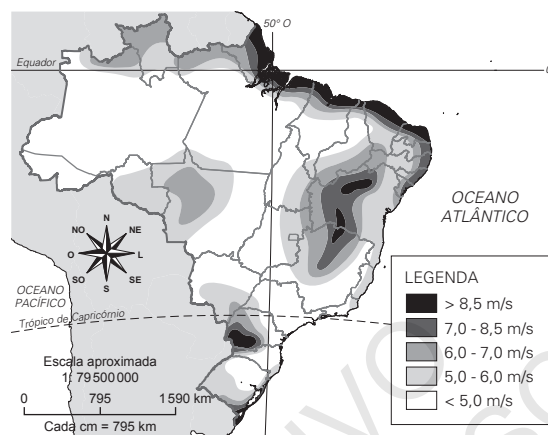 50° O
Equador
0
OCEANO
ATLÂNTICO
N
NO
NE
O
L
SO
SE
S
OCEANO
PACÍFICO
Trópico de Capricórnio
Escala aproximada
1: 79 500 000
0 795 1 590 km
Cada cm = 795 km
LEGENDA
> 8,5 m/s
7,0 - 8,5 m/s
6,0 - 7,0 m/s
5,0 - 6,0 m/s
< 5,0 m/s